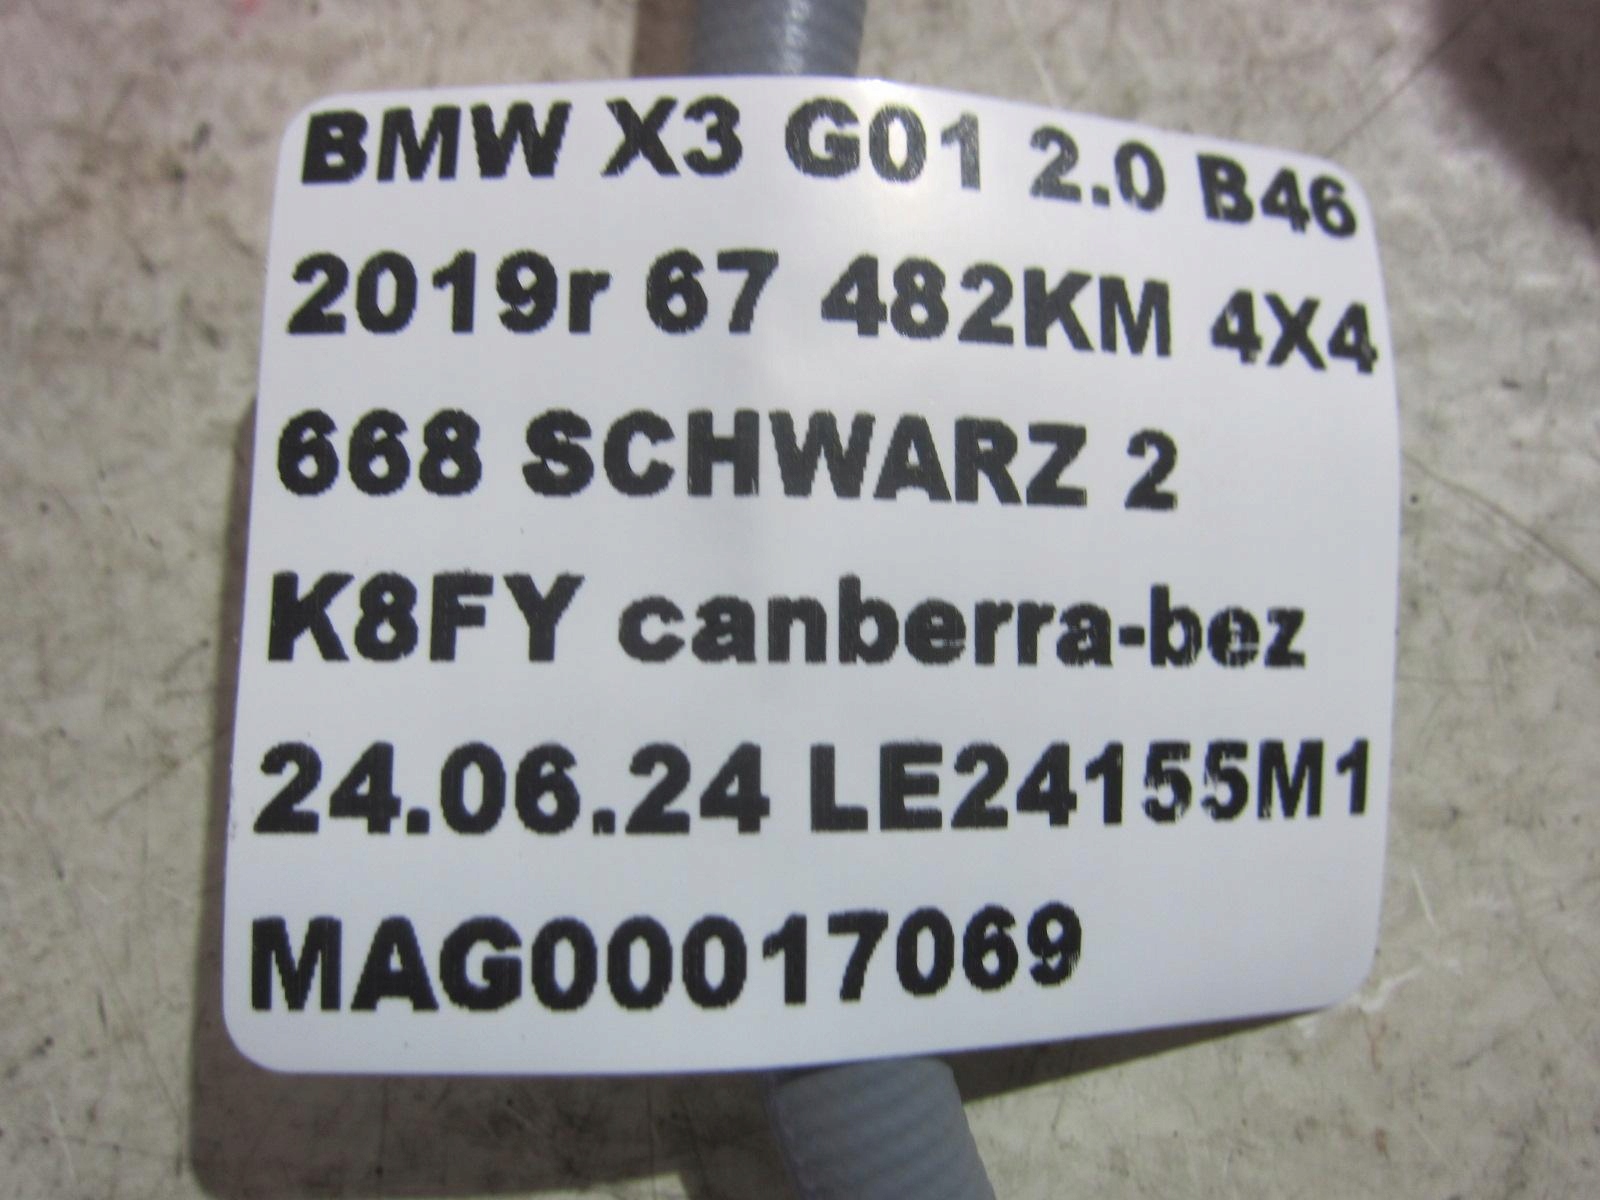 BMW X3 G01 2.0 B46
2019r 67 482KM 4X4
668 SCHWARZ 2
K8FY canberra-bez
24.06.24 LE24155M1
MAG00017069